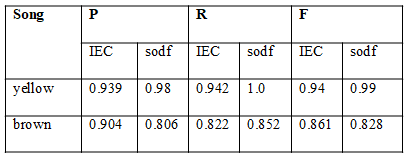 Song P R F
IEC sodf IEC sodf IEC sodf
yellow 0.939 0.98 0.942 1.0 0.94 0.99
brown 0.904 0.806 0.822 0.852 0.861 0.828